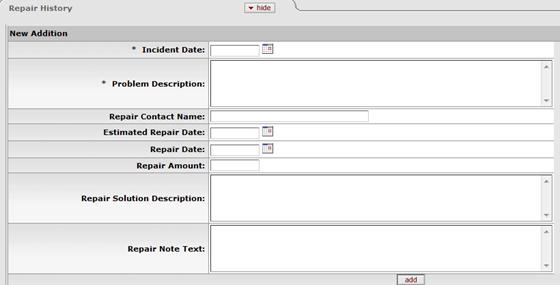 Repair History
▼ hide
New Addition
* Incident Date:
* Problem Description:
Repair Contact Name:
Estimated Repair Date:
Repair Date:
Repair Amount:
Repair Solution Description:
Repair Note Text:
add